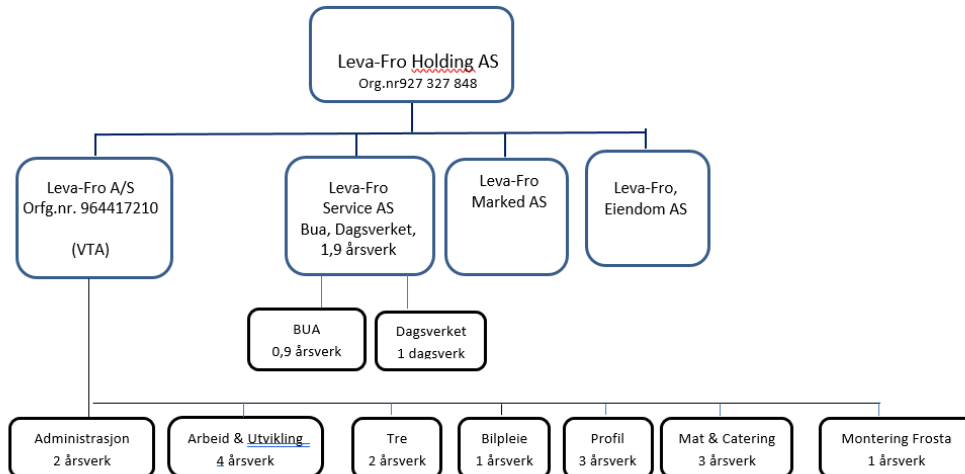 Leva-Fro Holding AS
Org.nr927 327 848
Leva-Fro A/S
Orfg.nr. 964417210
(VTA)
Leva-Fro
Service AS
Bua, Dagsverket,
1,9 årsverk
Leva-Fro
Marked AS
Leva-Fro,
Eiendom AS
BUA
0,9 årsverk
Dagsverket
1 dagsverk
Administrasjon
2 årsverk
Arbeid & Utvikling
4 årsverk
Tre
2 årsverk
Bilpleie
1 årsverk
Profil
3 årsverk
Mat & Catering
3 årsverk
Montering Frosta
1 årsverk